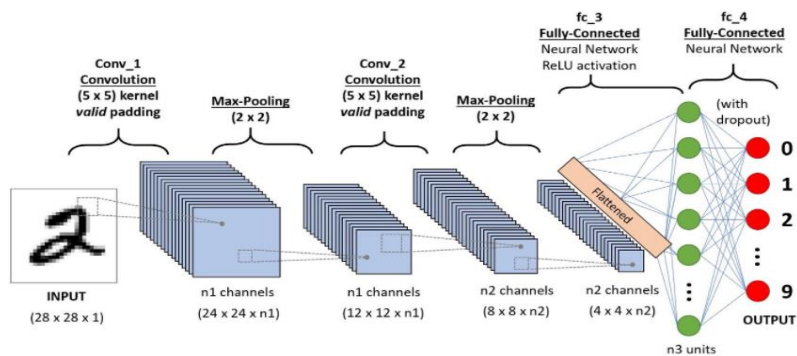 Conv_1
Convolution
(5 x 5) kernel
valid padding
Max-Pooling
(2 x 2)
Conv_2
Convolution
(5 x 5) kernel
valid padding
Max-Pooling
(2 x 2)
fc_3
Fully-Connected
Neural Network
ReLU activation
fc_4
Fully-Connected
Neural Network
(with
dropout)
2
Flattened
0
1
2
...
9
OUTPUT
...
n3 units
INPUT
(28 x 28 x 1)
n1 channels
(24 x 24 x n1)
n1 channels
(12 x 12 x n1)
n2 channels
(8 x 8 x n2)
n2 channels
(4 x 4 x n2)